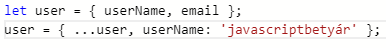 let user = { userName, email };
user = { ...user, userName: 'javascriptbetyár' };